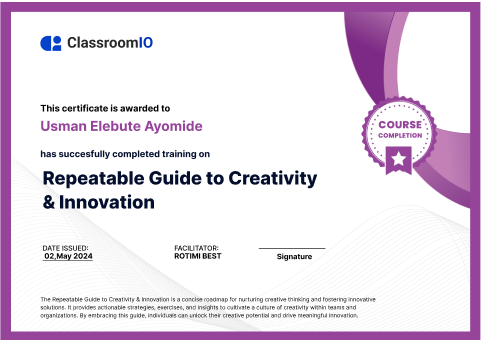 ClassroomIO
This certificate is awarded to
Usman Elebute Ayomide
COURSE
COMPLETION
has succesfully completed training on
Repeatable Guide to Creativity
& Innovation
DATE ISSUED:
02,May 2024
FACILITATOR:
ROTIMI BEST
Signature
The Repeatable Guide to Creativity & Innovation is a concise roadmap for nurturing creative thinking and fostering innovative
solutions. It provides actionable strategies, exercises, and insights to cultivate a culture of creativity within teams and
organizations. By embracing this guide, individuals can unlock their creative potential and drive meaningful innovation.